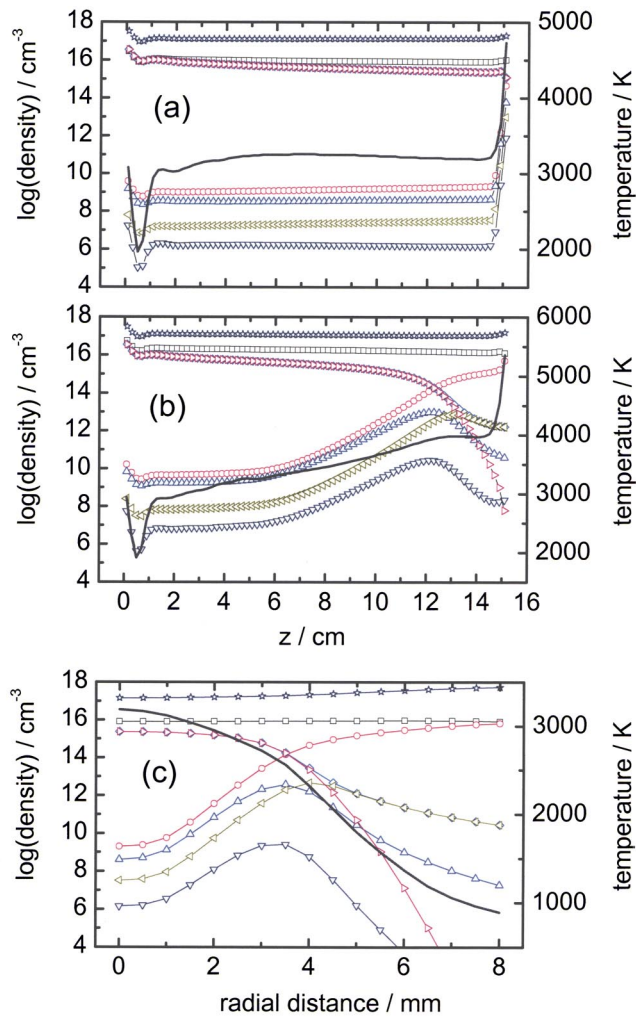 18
16
14
12
10
8
6
4
log(density) / cm-3
(a)
5000
4000
3000
2000
temperature / K
18
16
14
12
10
8
6
4
log(density) / cm-3
(b)
6000
5000
4000
3000
2000
temperature / K
0 2 4 6 8 10 12 14 16
z / cm
18
16
14
12
10
8
6
4
log(density) / cm-3
(c)
3000
2000
1000
temperature / K
0 2 4 6 8
radial distance / mm